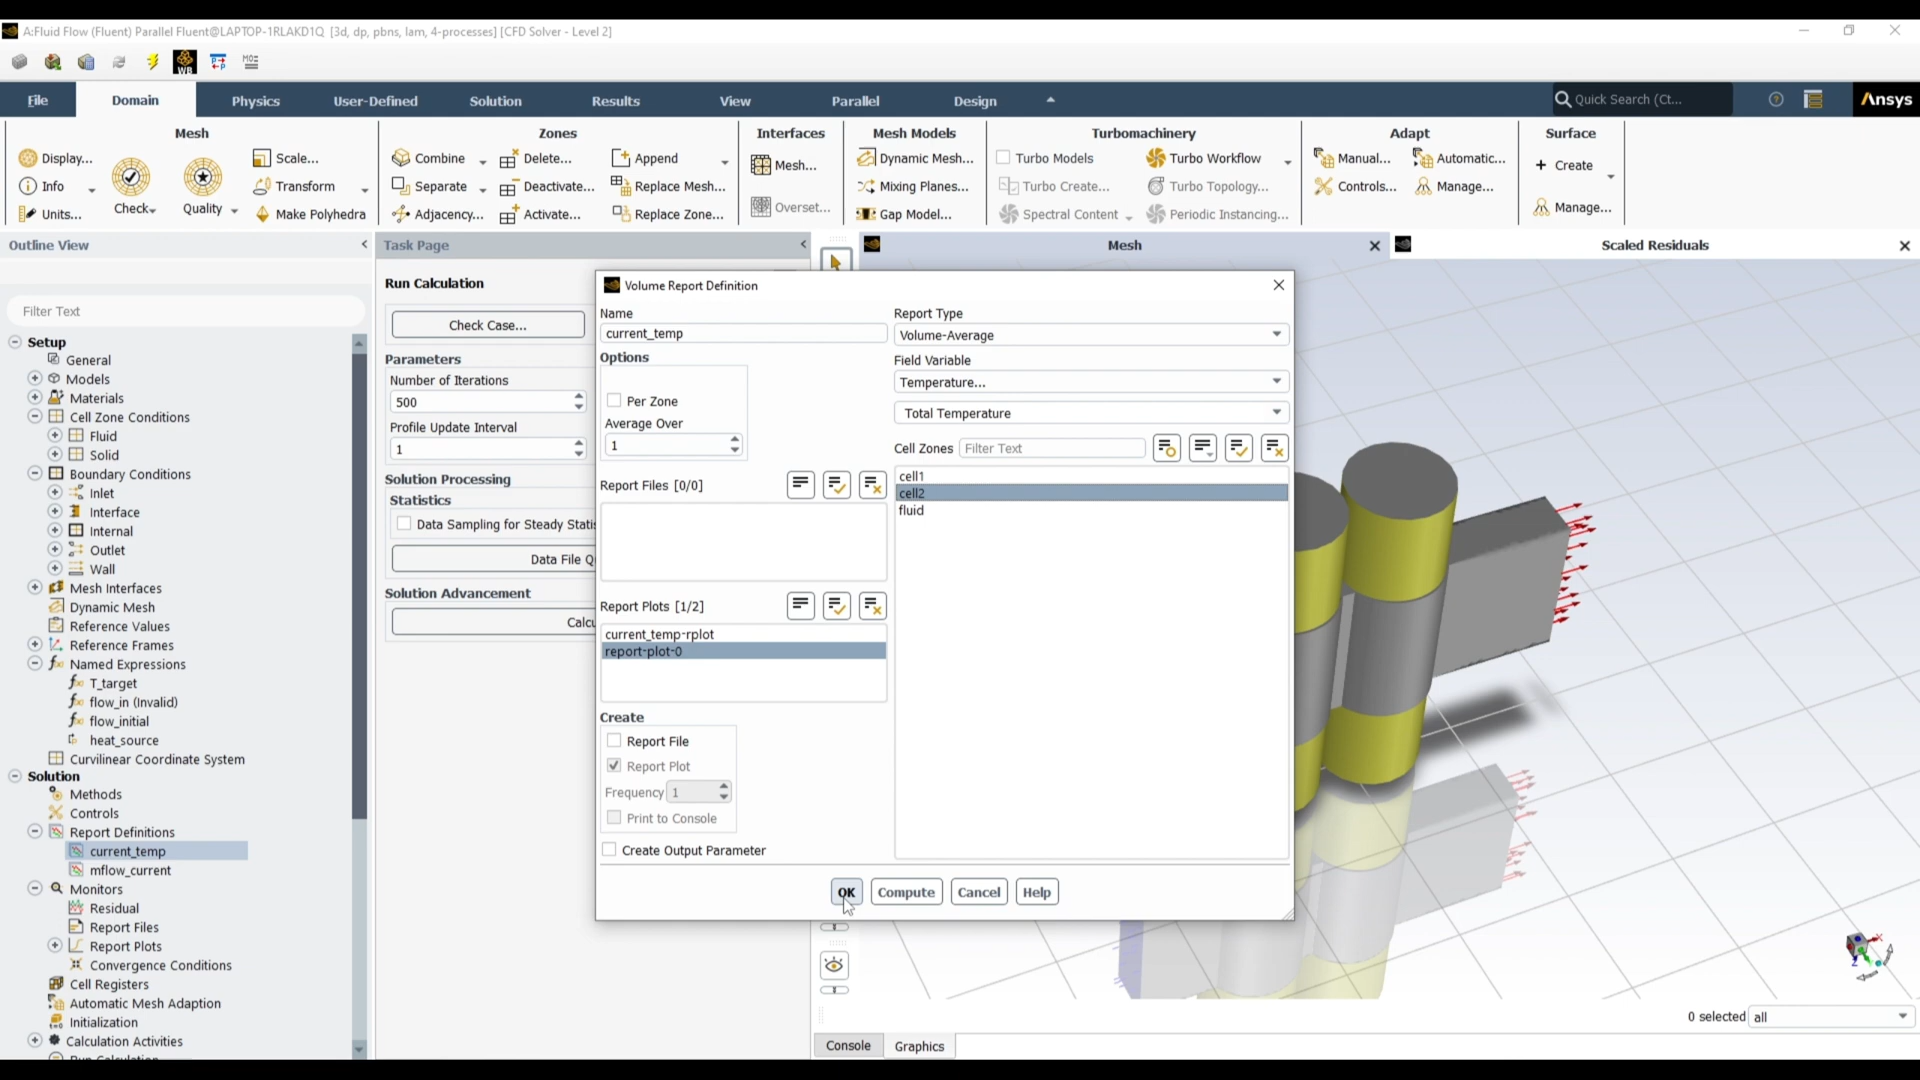 A:Fluid Flow (Fluent) Parallel Fluent@LAPTOP-1RLAKD1Q [3d, dp, pbns, lam, 4-processes] [CFD Solver - Level 2]
WB
File Domain Physics User-Defined Solution Results View Parallel Design Quick Search (Ct... Ansys
Mesh Zones Interfaces Mesh Models Turbomachinery Adapt Surface
Display... Scale... Combine Delete... Append Mesh... Dynamic Mesh... Turbo Models Turbo Workflow Manual... Automatic... + Create
Info Check Quality Transform Separate Deactivate... Replace Mesh... Mixing Planes... Turbo Create... Turbo Topology... Controls... Manage...
Units... Make Polyhedra Adjacency... Activate... Replace Zone... Overset... Gap Model... Spectral Content Periodic Instancing... Manage...
Outline View
Filter Text
Setup
General
Models
Materials
Cell Zone Conditions
Fluid
Solid
Boundary Conditions
Inlet
Interface
Internal
Outlet
Wall
Mesh Interfaces
Dynamic Mesh
Reference Values
Reference Frames
Named Expressions
T_target
flow_in (Invalid)
flow_initial
heat_source
Curvilinear Coordinate System
Solution
Methods
Controls
Report Definitions
current_temp
mflow_current
Monitors
Residual
Report Files
Report Plots
Convergence Conditions
Cell Registers
Automatic Mesh Adaption
Initialization
Calculation Activities
Run Calculation
Task Page
Run Calculation
Check Case...
Parameters
Number of Iterations
500
Profile Update Interval
1
Solution Processing
Statistics
Data Sampling for Steady Statis
Data File Q
Solution Advancement
Calcu
Mesh
Scaled Residuals
Volume Report Definition
Name
current_temp
Options
Per Zone
Average Over
1
Report Files [0/0]
Report Plots [1/2]
current_temp-rplot
report-plot-0
Create
Report File
Report Plot
Frequency 1
Print to Console
Create Output Parameter
Report Type
Volume-Average
Field Variable
Temperature...
Total Temperature
Cell Zones Filter Text
cell1
cell2
fluid
OK Compute Cancel Help
0 selected all
Console Graphics